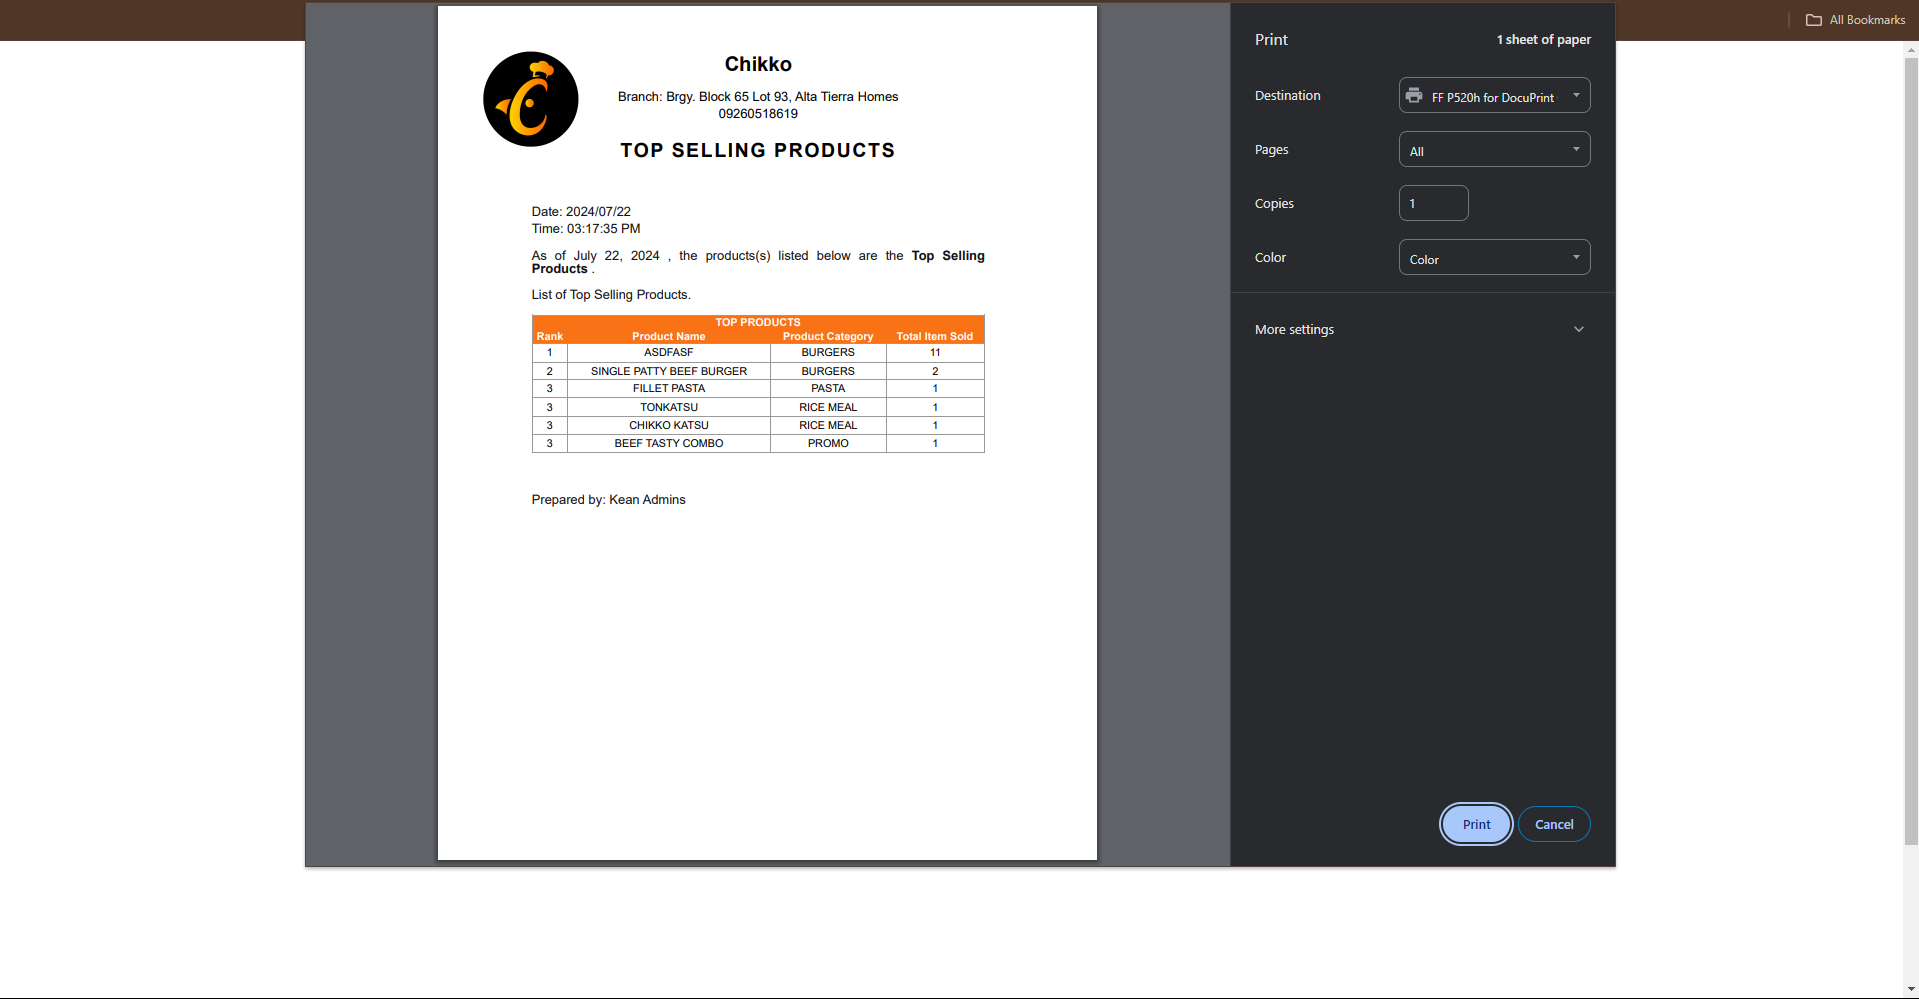 All Bookmarks
Chikko
Branch: Brgy. Block 65 Lot 93, Alta Tierra Homes
09260518619
TOP SELLING PRODUCTS
Date: 2024/07/22
Time: 03:17:35 PM
As of July 22, 2024 , the products(s) listed below are the Top Selling
Products .
List of Top Selling Products.
TOP PRODUCTS
Rank Product Name Product Category Total Item Sold
1 ASDFASF BURGERS 11
2 SINGLE PATTY BEEF BURGER BURGERS 2
3 FILLET PASTA PASTA 1
3 TONKATSU RICE MEAL 1
3 CHIKKO KATSU RICE MEAL 1
3 BEEF TASTY COMBO PROMO 1
Prepared by: Kean Admins
Print 1 sheet of paper
Destination FF P520h for DocuPrint
Pages All
Copies 1
Color Color
More settings
Print Cancel